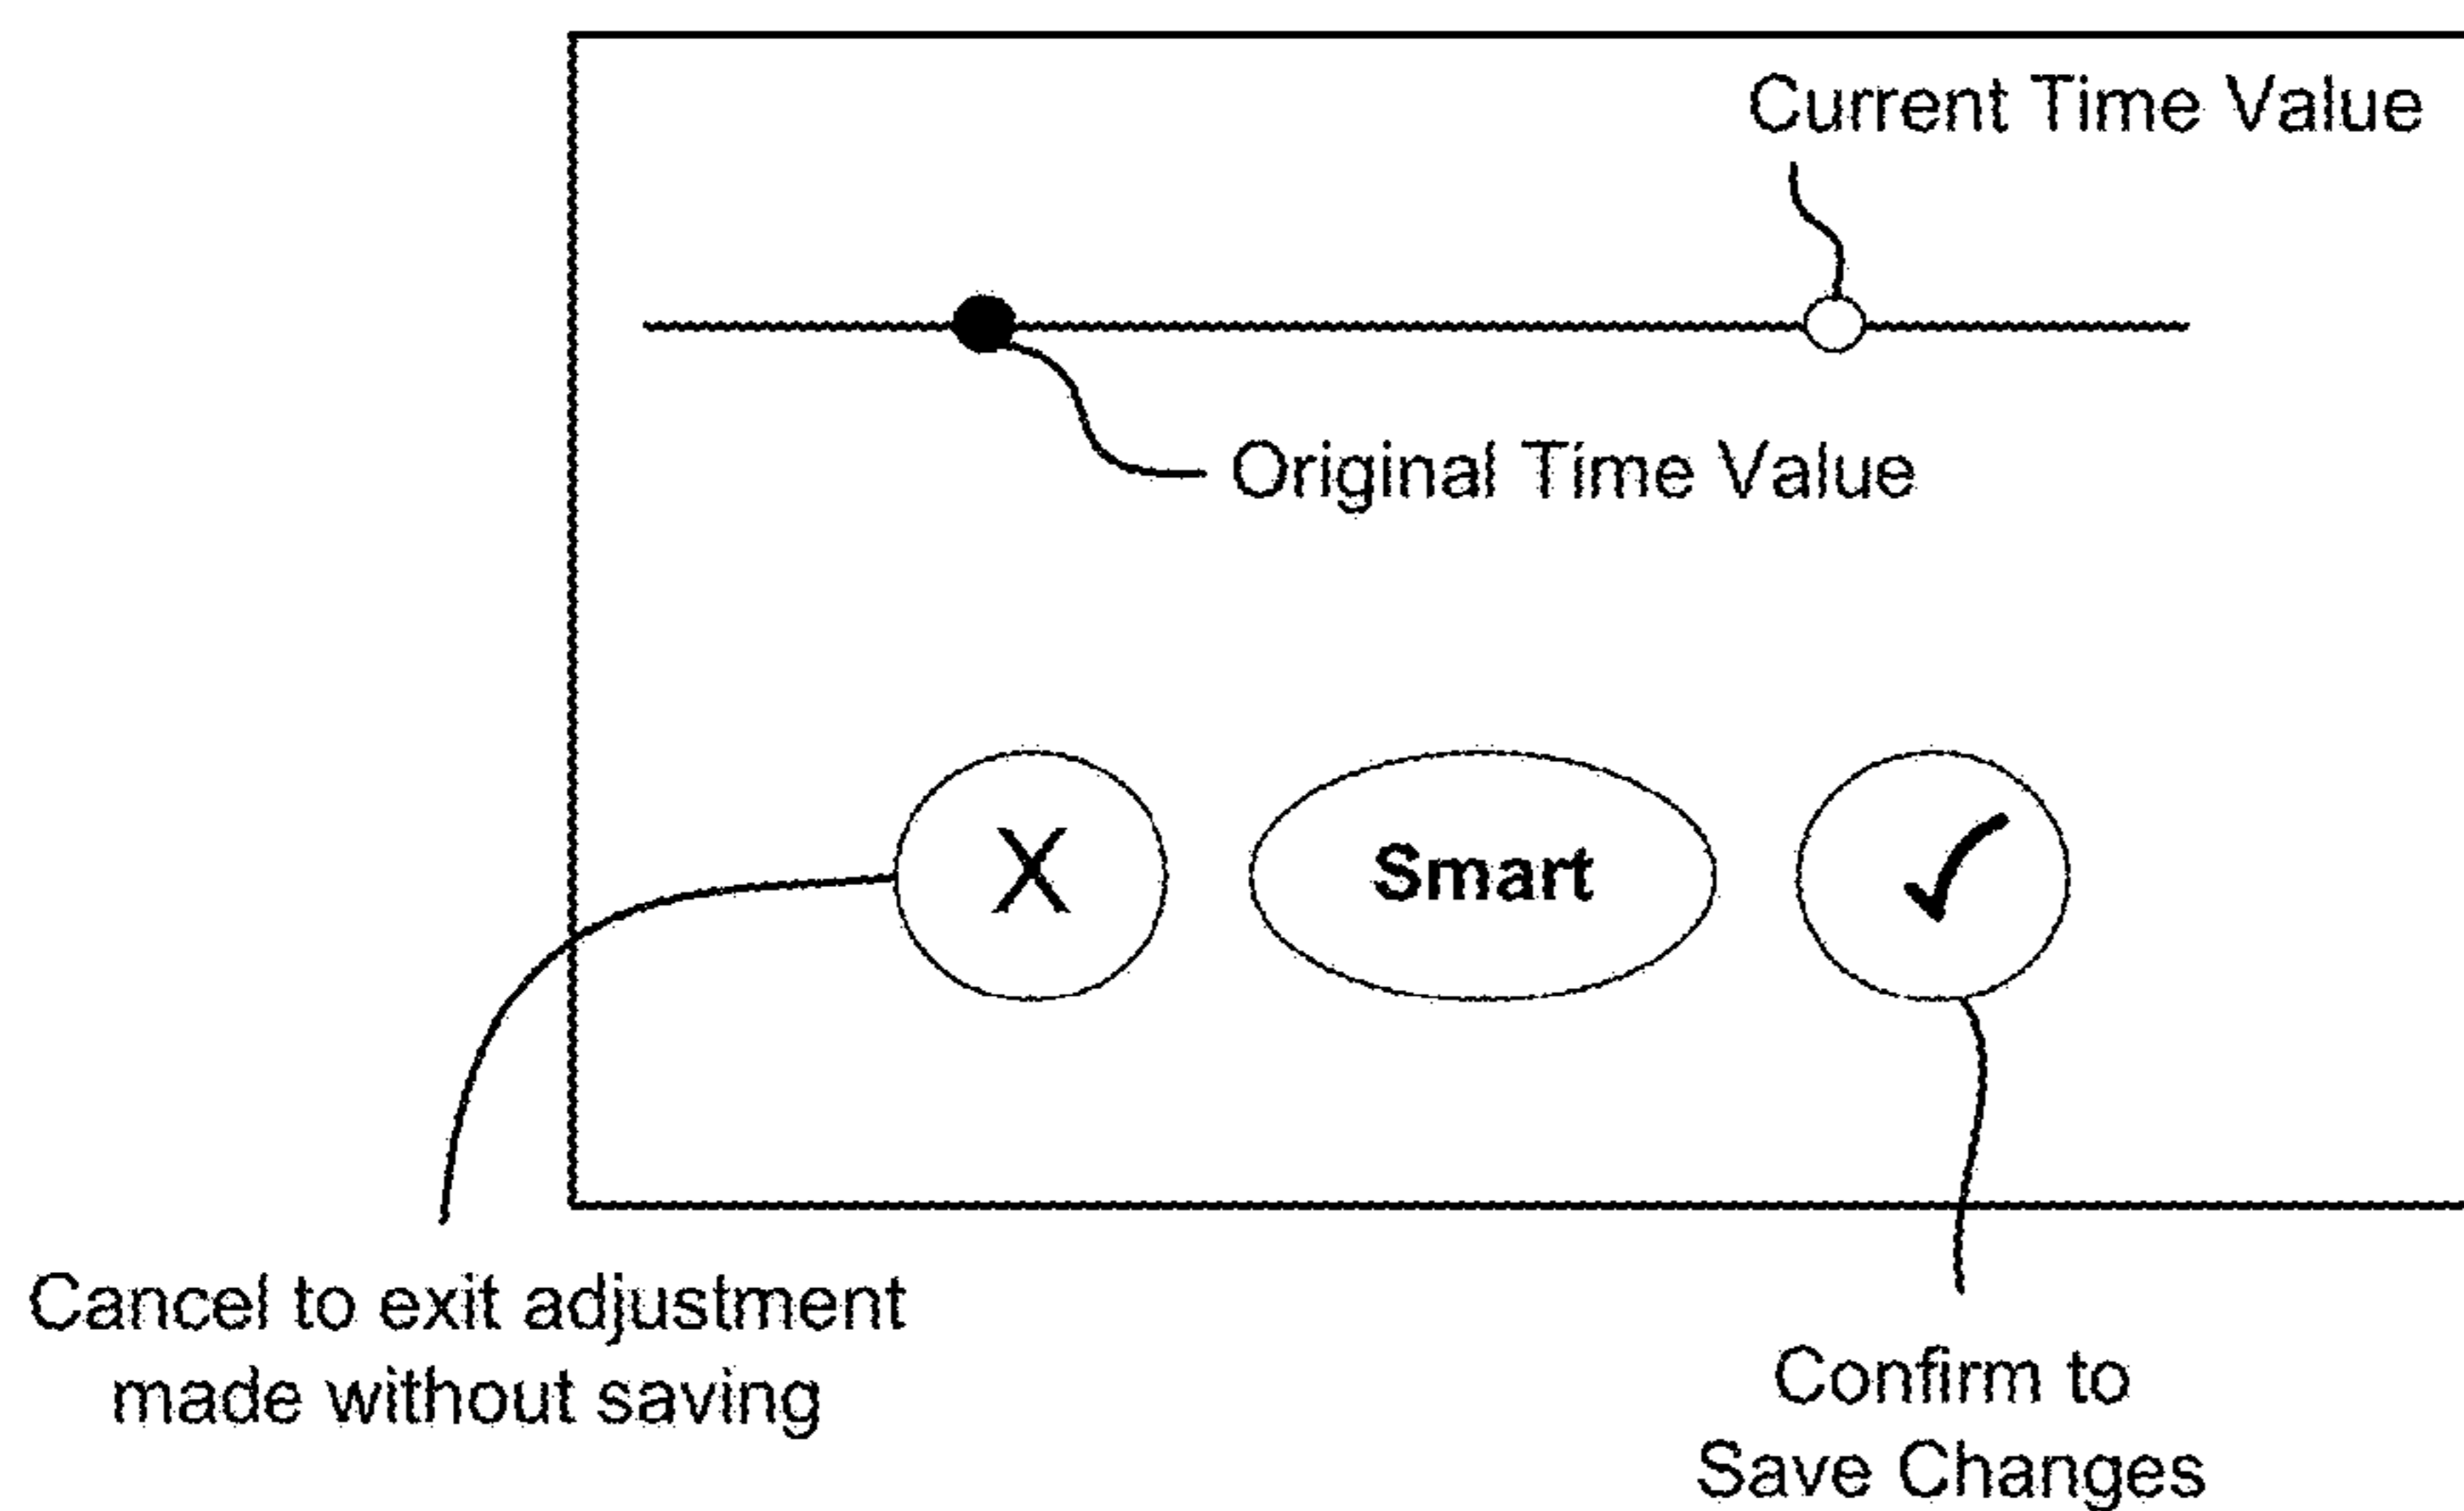 Current Time Value
Original Time Value
X
Smart
✓
Cancel to exit adjustment
made without saving
Confirm to
Save Changes